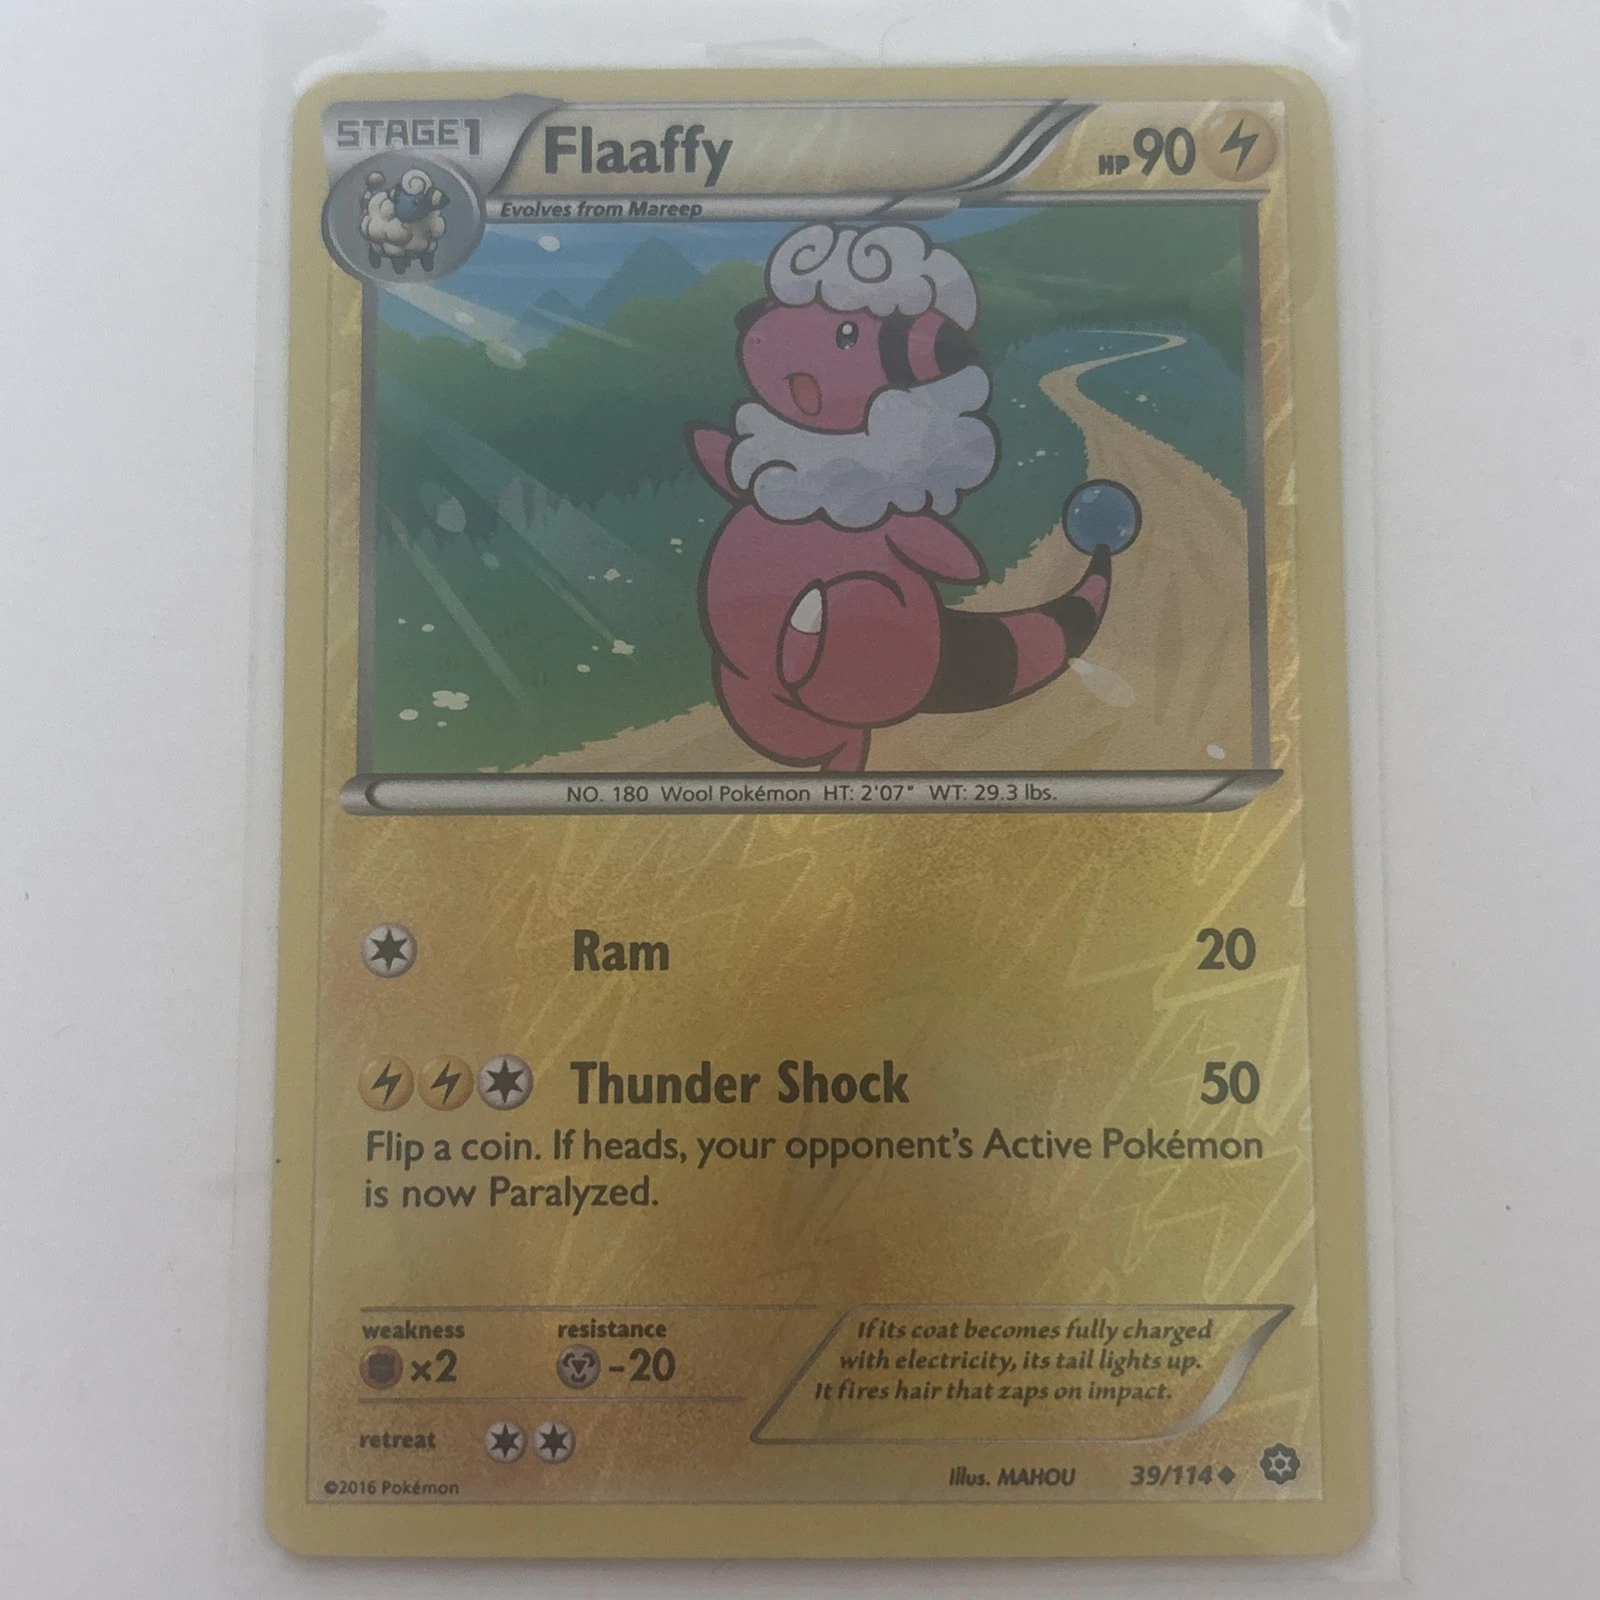 STAGE1
Flaaffy
HP 90
Evolves from Mareep
NO. 180 Wool Pokémon HT: 2'07" WT: 29.3 lbs.
Ram 20
Thunder Shock 50
Flip a coin. If heads, your opponent's Active Pokémon
is now Paralyzed.
weakness resistance
×2 -20
retreat
If its coat becomes fully charged
with electricity, its tail lights up.
It fires hair that zaps on impact.
Illus. MAHOU 39/114
©2016 Pokémon